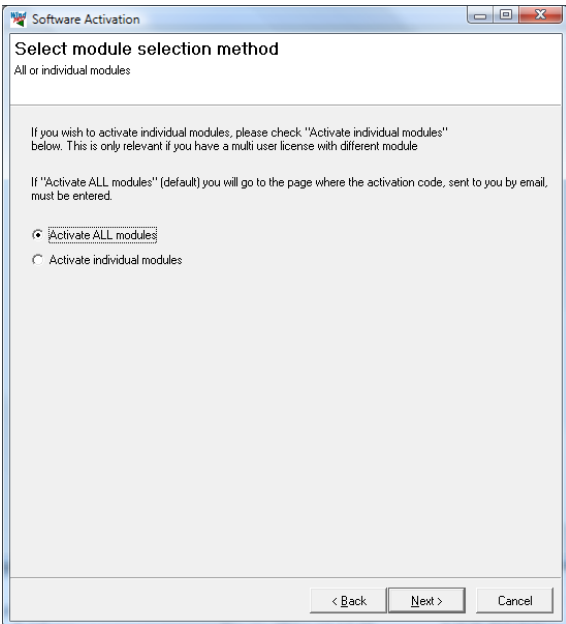 Software Activation
Select module selection method
All or individual modules
If you wish to activate individual modules, please check "Activate individual modules"
below. This is only relevant if you have a multi user license with different module
If "Activate ALL modules" (default) you will go to the page where the activation code, sent to you by email,
must be entered.
Activate ALL modules
Activate individual modules
< Back
Next >
Cancel